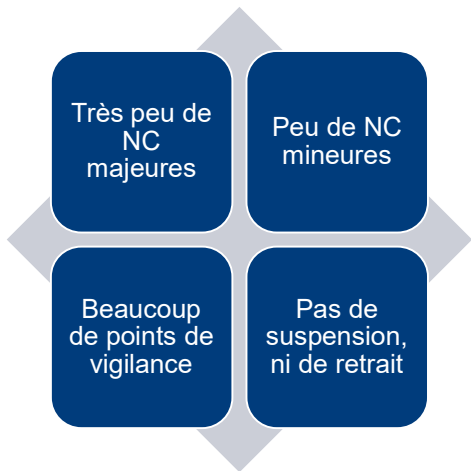 Très peu de
NC
majeures
Peu de NC
mineures
Beaucoup
de points de
vigilance
Pas de
suspension,
ni de retrait